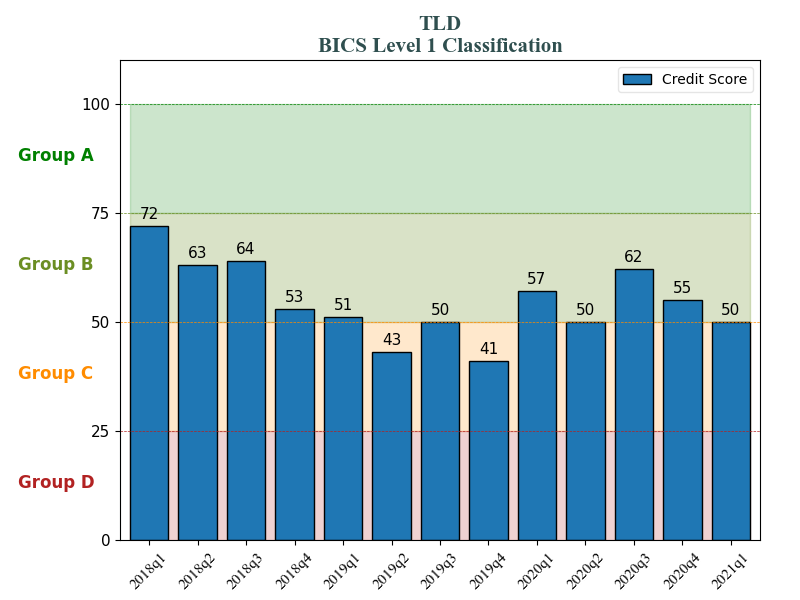 TLD
BICS Level 1 Classification
Credit Score
100
Group A
75
72
63
64
53
51
43
50
41
57
50
62
55
50
Group B
50
Group C
25
Group D
0
2018q1
2018q2
2018q3
2018q4
2019q1
2019q2
2019q3
2019q4
2020q1
2020q2
2020q3
2020q4
2021q1